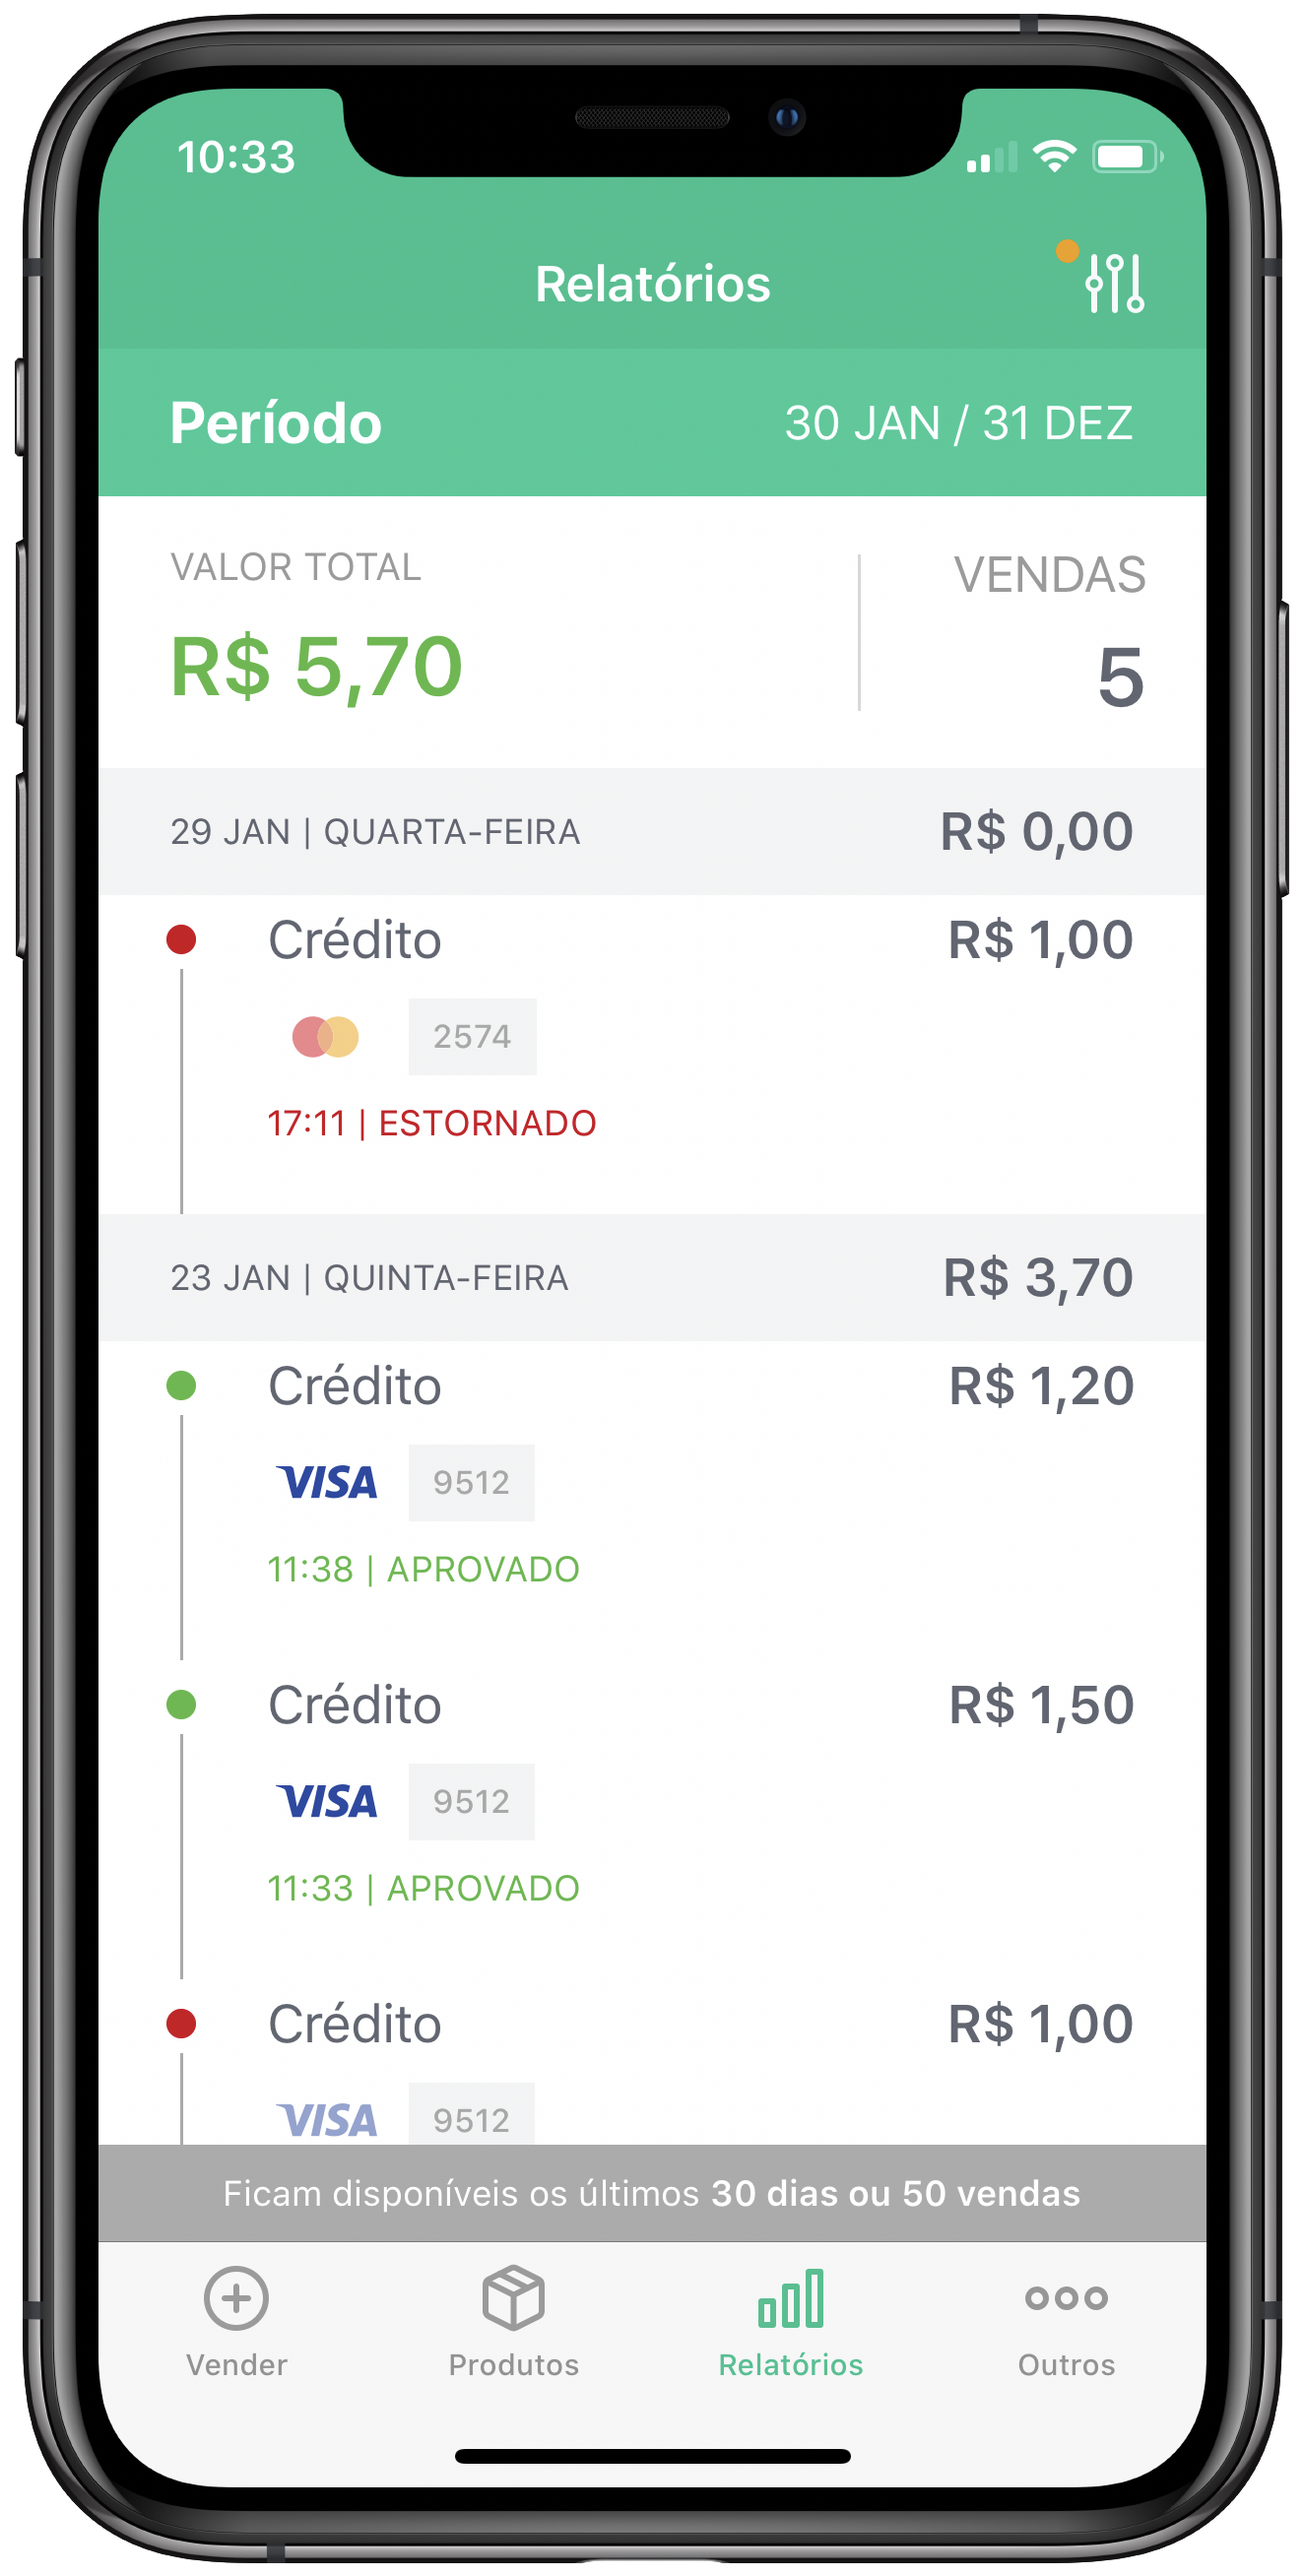 10:33
Relatórios
Período 30 JAN / 31 DEZ
VALOR TOTAL VENDAS
R$ 5,70 5
29 JAN | QUARTA-FEIRA R$ 0,00
Crédito R$ 1,00
2574
17:11 | ESTORNADO
23 JAN | QUINTA-FEIRA R$ 3,70
Crédito R$ 1,20
VISA 9512
11:38 | APROVADO
Crédito R$ 1,50
VISA 9512
11:33 | APROVADO
Crédito R$ 1,00
VISA 9512
Ficam disponíveis os últimos 30 dias ou 50 vendas
Vender Produtos Relatórios Outros